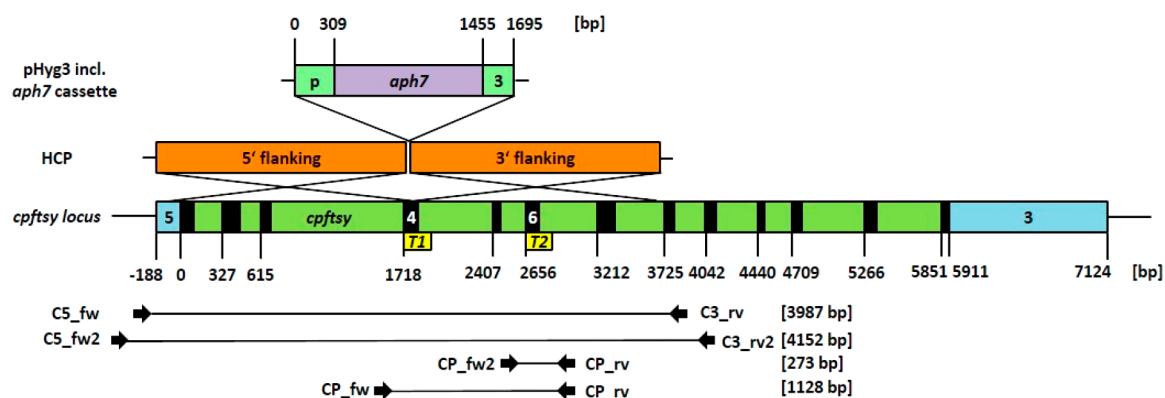 0 309 1455 1695 [bp]
pHyg3 incl.
aph7 cassette
p aph7 3
HCP 5' flanking 3' flanking
cpftsy locus 5 cpftsy 4 6 3
T1 T2
-188 0 327 615 1718 2407 2656 3212 3725 4042 4440 4709 5266 5851 5911 7124 [bp]
C5_fw C3_rv [3987 bp]
C5_fw2 C3_rv2 [4152 bp]
CP_fw2 CP_rv [273 bp]
CP_fw CP_rv [1128 bp]